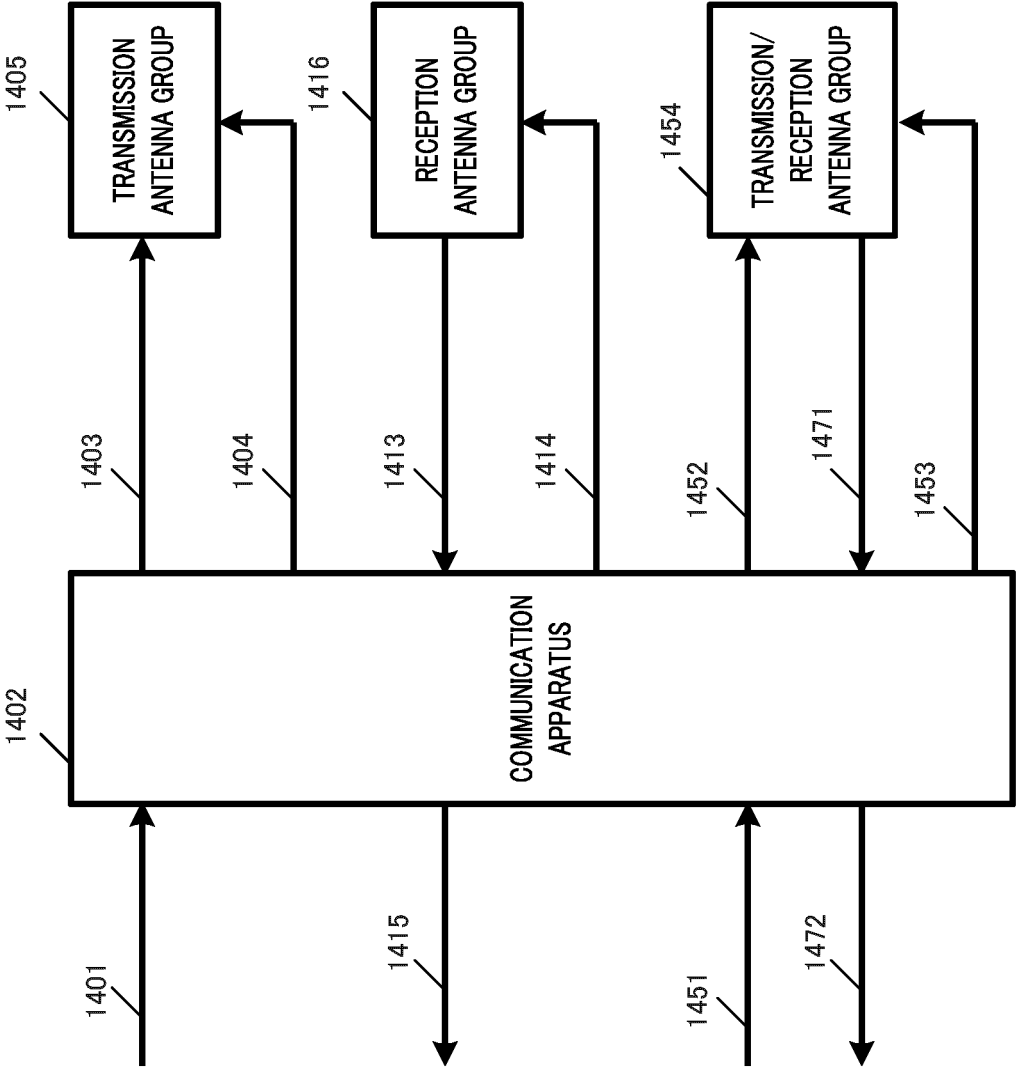 1405
TRANSMISSION
ANTENNA GROUP
1416
RECEPTION
ANTENNA GROUP
1454
TRANSMISSION/
RECEPTION
ANTENNA GROUP
1403
1404
1413
1414
1452
1471
1453
1402
COMMUNICATION
APPARATUS
1401
1415
1451
1472